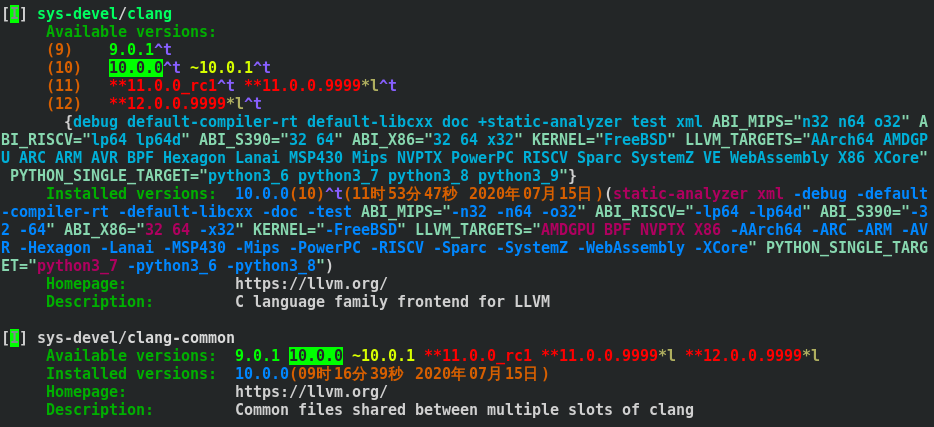 [I] sys-devel/clang
Available versions:
(9) 9.0.1^t
(10) 10.0.0^t ~10.0.1^t
(11) **11.0.0_rc1^t **11.0.0.9999*l^t
(12) **12.0.0.9999*l^t
{debug default-compiler-rt default-libcxx doc +static-analyzer test xml ABI_MIPS="n32 n64 o32" A
BI_RISCV="lp64 lp64d" ABI_S390="32 64" ABI_X86="32 64 x32" KERNEL="FreeBSD" LLVM_TARGETS="AArch64 AMDGP
U ARC ARM AVR BPF Hexagon Lanai MSP430 Mips NVPTX PowerPC RISCV Sparc SystemZ VE WebAssembly X86 XCore"
PYTHON_SINGLE_TARGET="python3_6 python3_7 python3_8 python3_9"}
Installed versions: 10.0.0(10)^t(11时53分47秒 2020年07月15日)(static-analyzer xml -debug -default
-compiler-rt -default-libcxx -doc -test ABI_MIPS="-n32 -n64 -o32" ABI_RISCV="-lp64 -lp64d" ABI_S390="-3
2 -64" ABI_X86="32 64 -x32" KERNEL="-FreeBSD" LLVM_TARGETS="AMDGPU BPF NVPTX X86 -AArch64 -ARC -ARM -AV
R -Hexagon -Lanai -MSP430 -Mips -PowerPC -RISCV -Sparc -SystemZ -WebAssembly -XCore" PYTHON_SINGLE_TARG
ET="python3_7 -python3_6 -python3_8")
Homepage: https://llvm.org/
Description: C language family frontend for LLVM
[I] sys-devel/clang-common
Available versions: 9.0.1 10.0.0 ~10.0.1 **11.0.0_rc1 **11.0.0.9999*l **12.0.0.9999*l
Installed versions: 10.0.0(09时16分39秒 2020年07月15日)
Homepage: https://llvm.org/
Description: Common files shared between multiple slots of clang